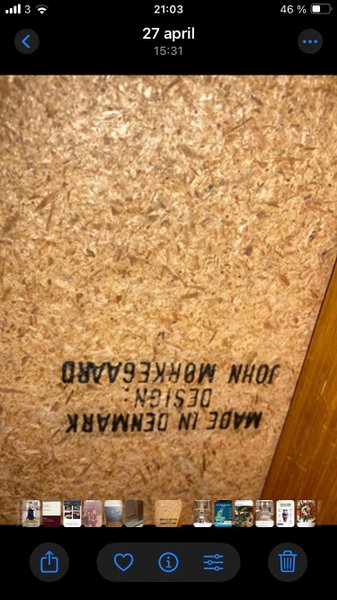 3 21:03 46 %
27 april
15:31
MADE IN DENMARK
DESIGN:
JOHN MØRKEGAARD